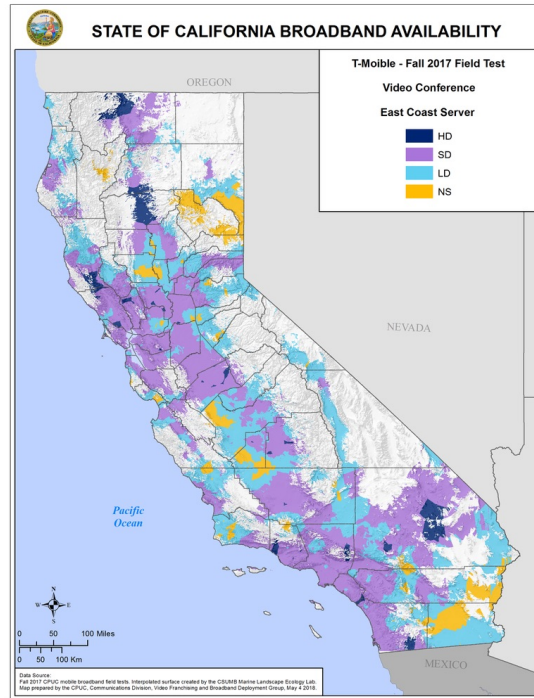 STATE OF CALIFORNIA BROADBAND AVAILABILITY
T-Moible - Fall 2017 Field Test
Video Conference
East Coast Server
HD
SD
LD
NS
OREGON
NEVADA
Pacific
Ocean
N
W
E
S
0 50 100 Miles
0 50 100 Km
MEXICO
Data Source:
Fall 2017 CPUC mobile broadband field tests. Interpolated surface created by the CSUMB Marine Landscape Ecology Lab.
Map prepared by the CPUC, Communications Division, Video Franchising and Broadband Deployment Group, May 4 2018.